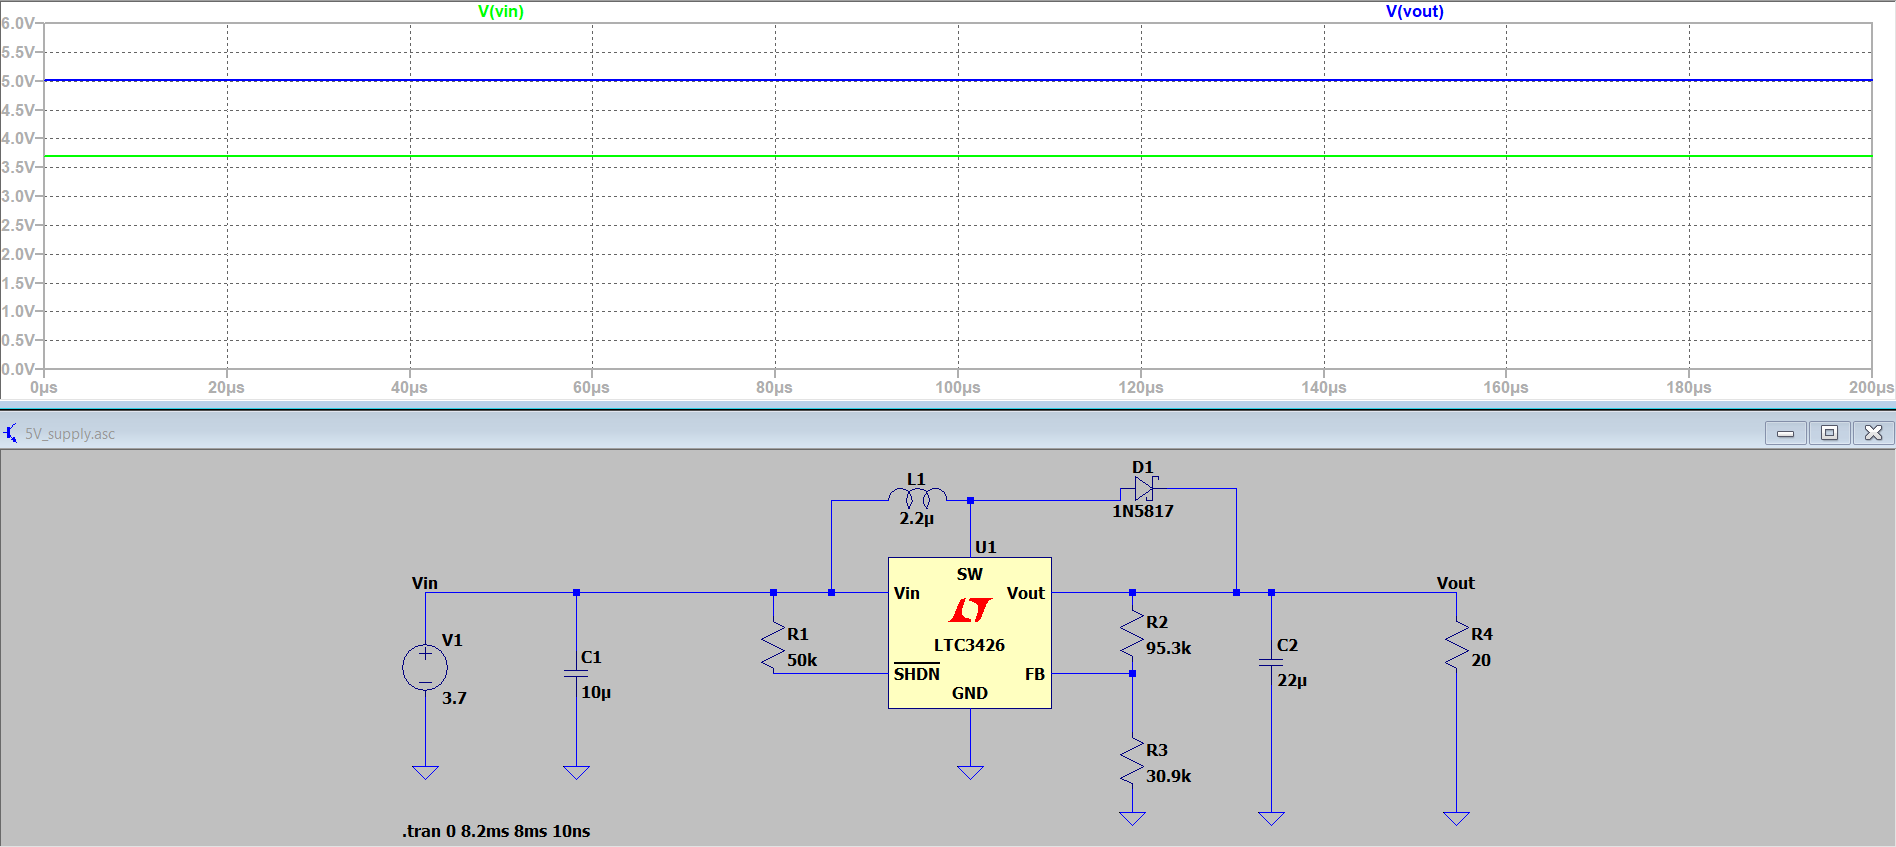 V(vin)
V(vout)
6.0V
5.5V
5.0V
4.5V
4.0V
3.5V
3.0V
2.5V
2.0V
1.5V
1.0V
0.5V
0.0V
0µs 20µs 40µs 60µs 80µs 100µs 120µs 140µs 160µs 180µs 200µs
5V_supply.asc
L1
2.2µ
D1
1N5817
U1
SW
Vin
Vout
LTC3426
SHDN
FB
GND
Vin
V1
+
−
3.7
C1
10µ
R1
50k
R2
95.3k
R3
30.9k
C2
22µ
Vout
R4
20
.tran 0 8.2ms 8ms 10ns